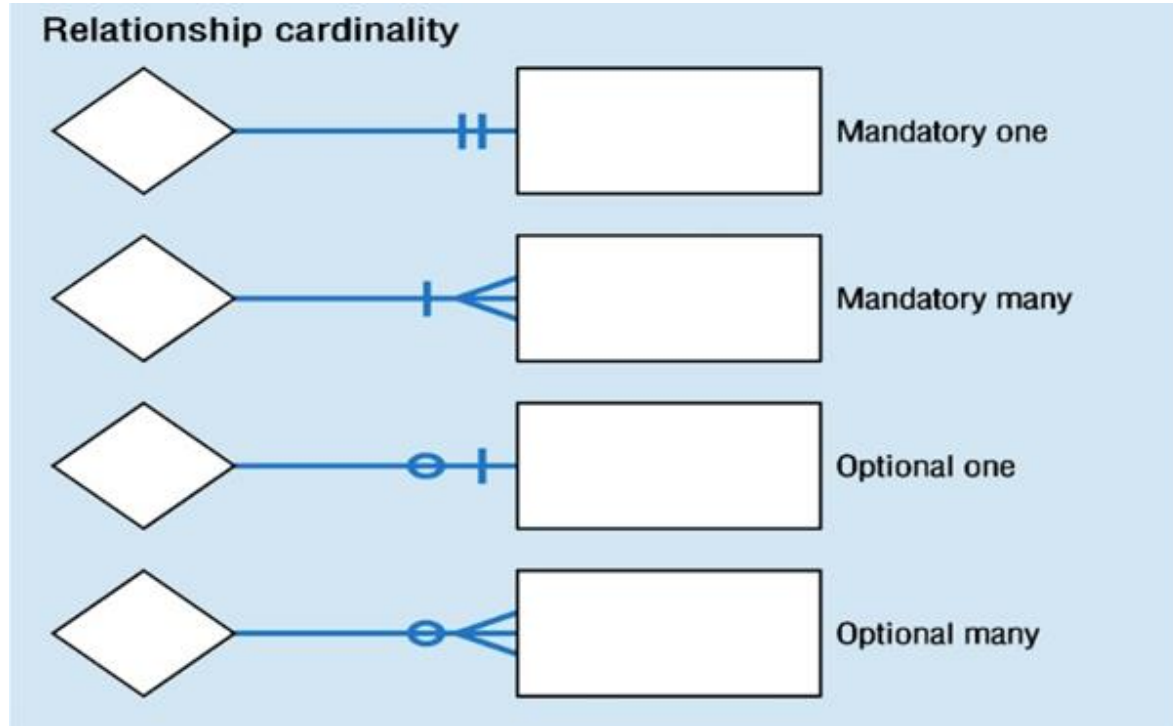 Relationship cardinality
Mandatory one
Mandatory many
Optional one
Optional many